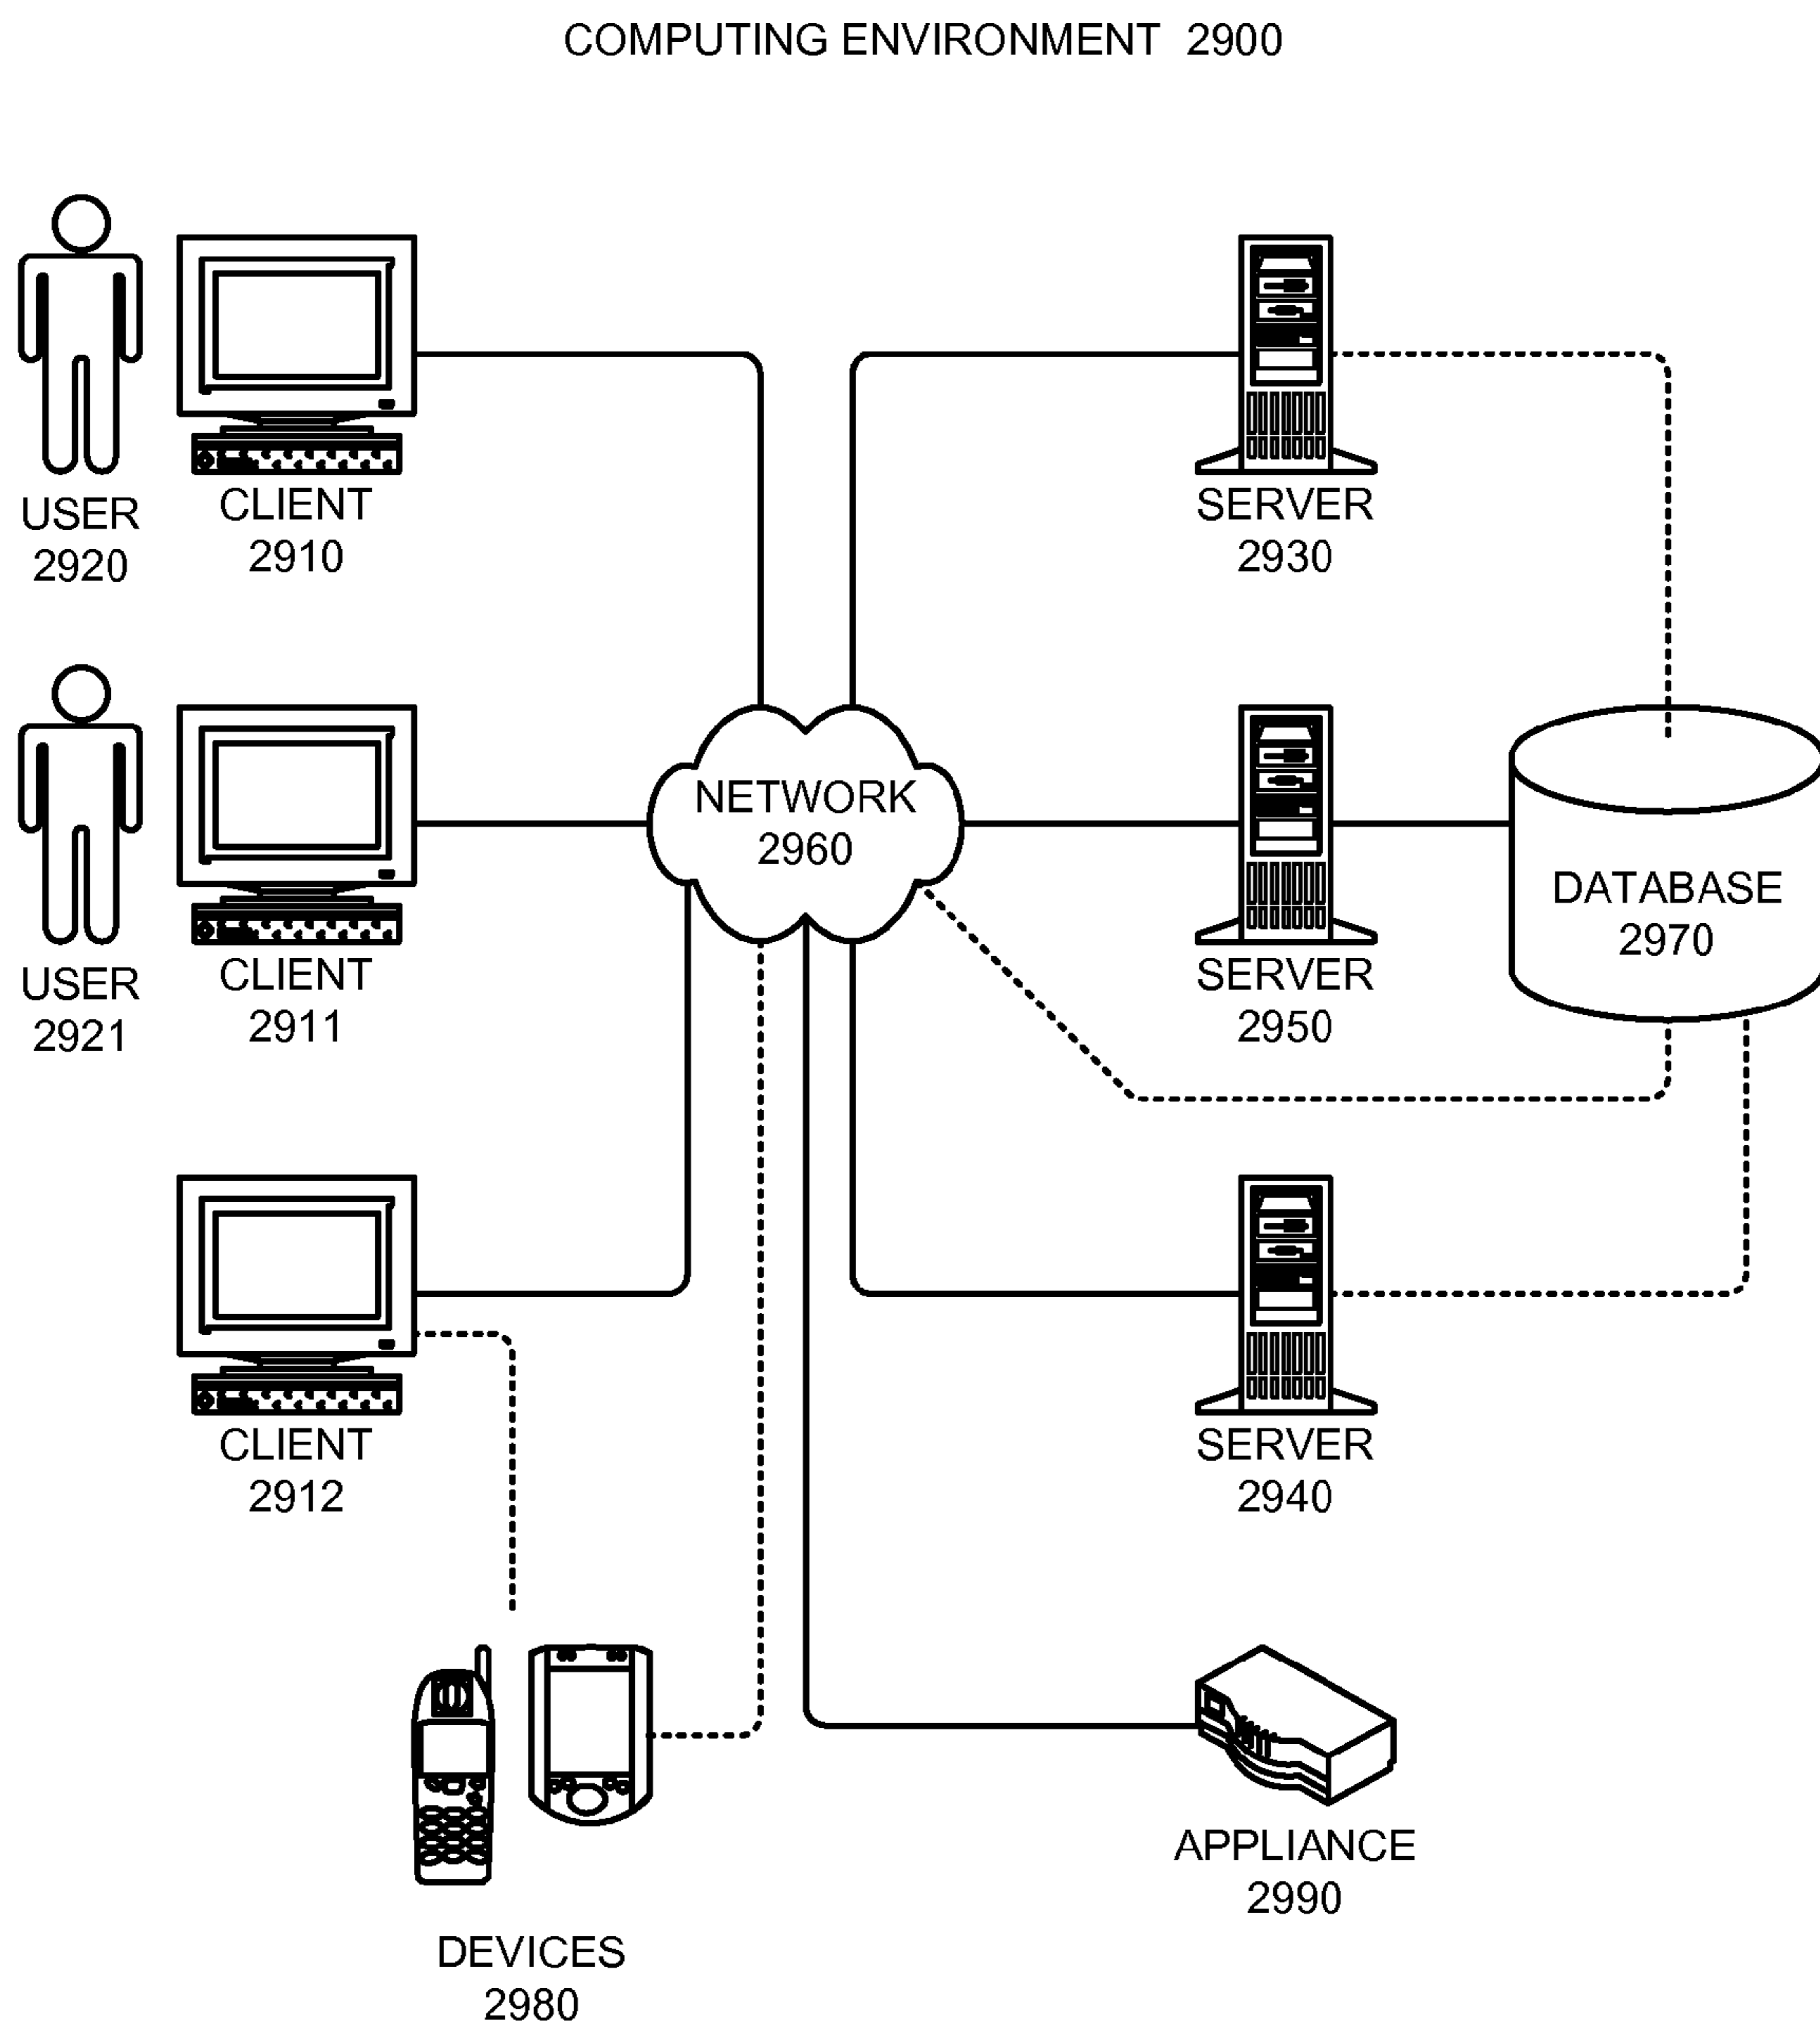 COMPUTING ENVIRONMENT 2900
USER
2920
CLIENT
2910
SERVER
2930
USER
2921
CLIENT
2911
NETWORK
2960
SERVER
2950
DATABASE
2970
CLIENT
2912
SERVER
2940
DEVICES
2980
APPLIANCE
2990